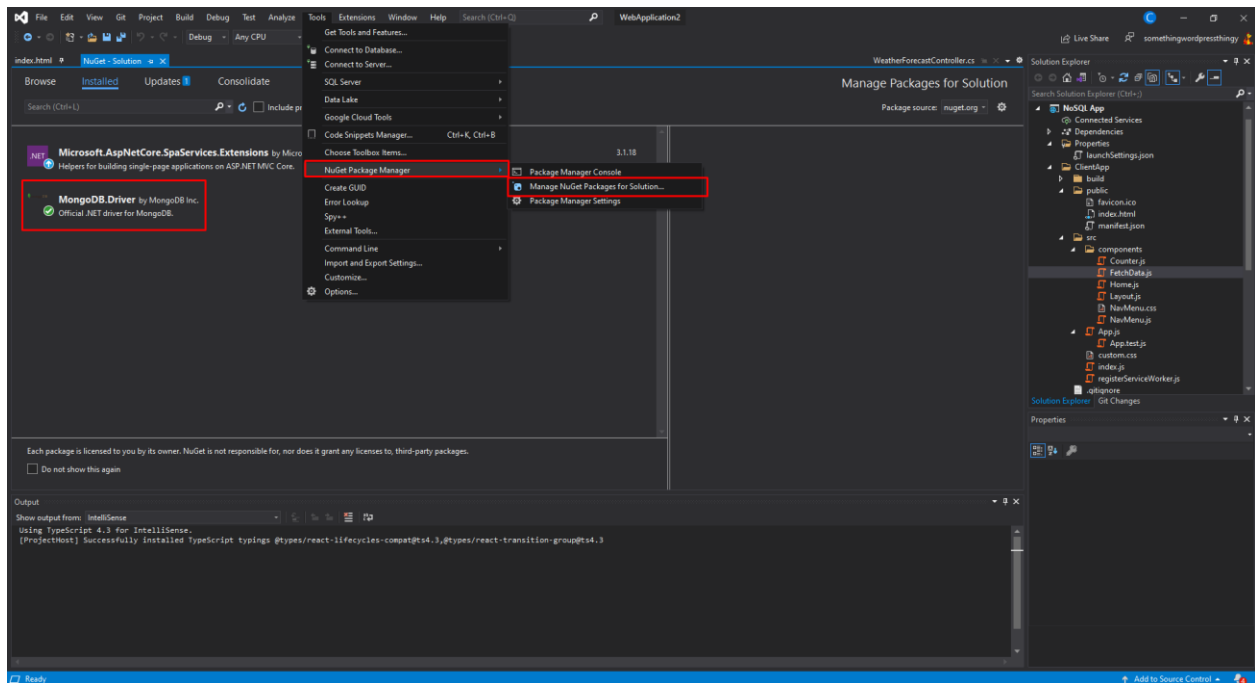 File Edit View Git Project Build Debug Test Analyze Tools Extensions Window Help Search (Ctrl+Q) WebApplication2
Debug Any CPU
Live Share somethingwordpressthingy
index.html NuGet - Solution WeatherForecastController.cs
Browse Installed Updates 1 Consolidate
Manage Packages for Solution
Search (Ctrl+L) Include pr
Package source: nuget.org
.NET
Microsoft.AspNetCore.SpaServices.Extensions by Micro
3.1.18
Helpers for building single-page applications on ASP.NET MVC Core.
MongoDB.Driver by MongoDB Inc.
Official .NET driver for MongoDB.
Get Tools and Features...
Connect to Database...
Connect to Server...
SQL Server
Data Lake
Google Cloud Tools
Code Snippets Manager... Ctrl+K, Ctrl+B
Choose Toolbox Items...
NuGet Package Manager
Create GUID
Error Lookup
Spy++
External Tools...
Command Line
Import and Export Settings...
Customize...
Options...
Package Manager Console
Manage NuGet Packages for Solution...
Package Manager Settings
Each package is licensed to you by its owner. NuGet is not responsible for, nor does it grant any licenses to, third-party packages.
Do not show this again
Solution Explorer
Search Solution Explorer (Ctrl+;)
NoSQL App
Connected Services
Dependencies
Properties
launchSettings.json
ClientApp
build
public
favicon.ico
index.html
manifest.json
src
components
Counter.js
FetchData.js
Home.js
Layout.js
NavMenu.css
NavMenu.js
App.js
App.test.js
custom.css
index.js
registerServiceWorker.js
.gitignore
Solution Explorer Git Changes
Properties
Output
Show output from: IntelliSense
Using TypeScript 4.3 for IntelliSense.
[ProjectHost] Successfully installed TypeScript typings @types/react-lifecycles-compat@ts4.3,@types/react-transition-group@ts4.3
Ready
Add to Source Control